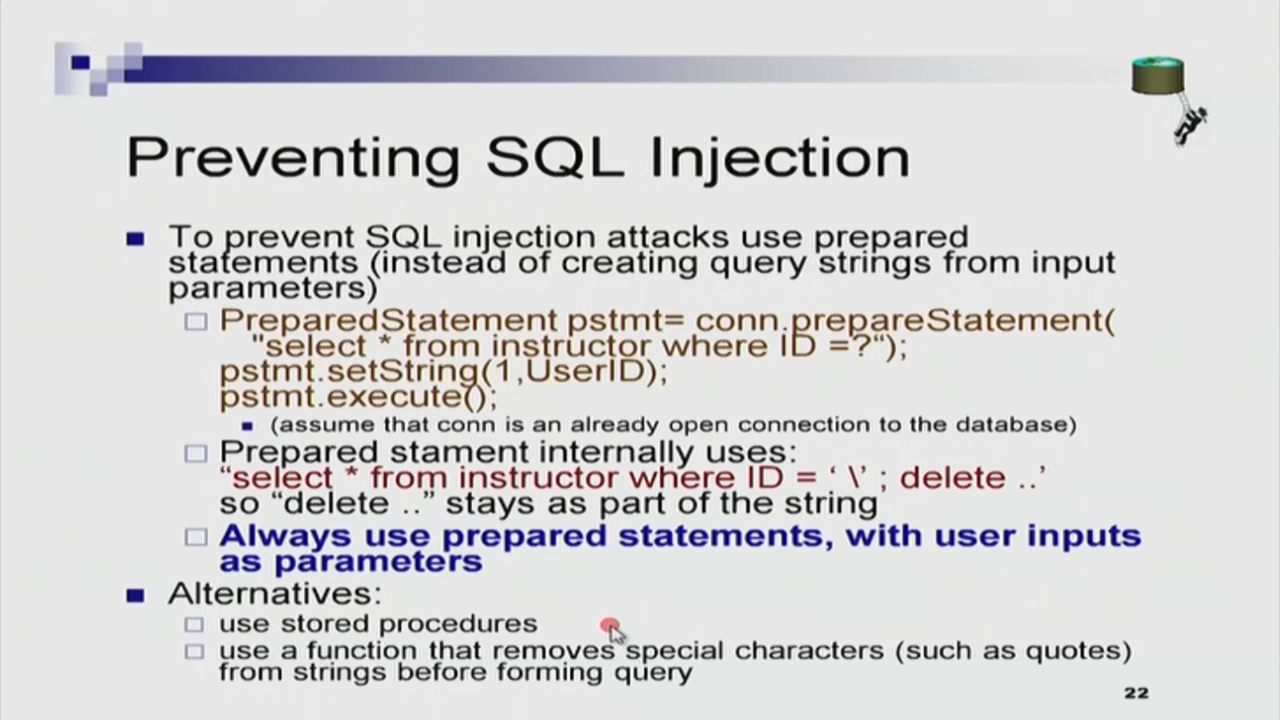 Preventing SQL Injection
To prevent SQL injection attacks use prepared
statements (instead of creating query strings from input
parameters)
PreparedStatement pstmt= conn.prepareStatement(
"select * from instructor where ID =?“);
pstmt.setString(1,UserID);
pstmt.execute();
(assume that conn is an already open connection to the database)
Prepared stament internally uses:
“select * from instructor where ID = ‘ \’ ; delete ..’
so “delete ..” stays as part of the string
Always use prepared statements, with user inputs
as parameters
Alternatives:
use stored procedures
use a function that removes special characters (such as quotes)
from strings before forming query
22